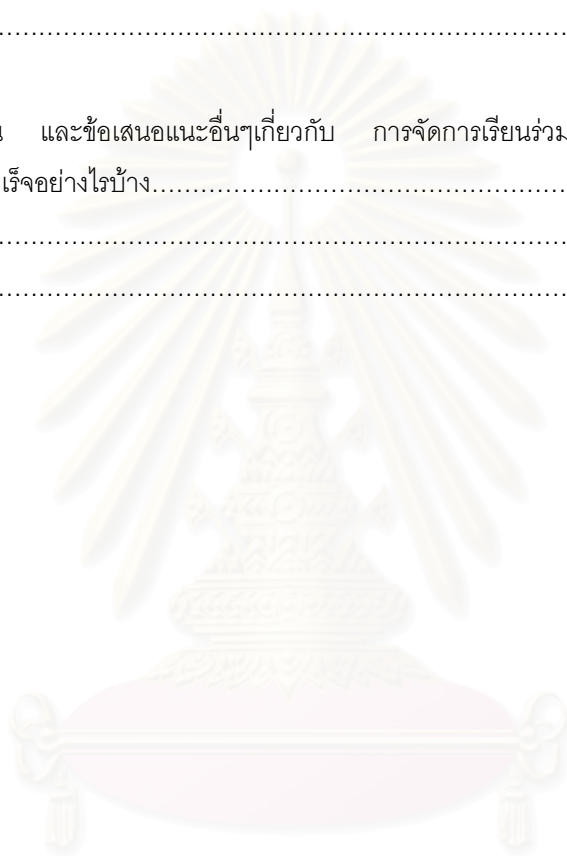 ......................................................................
น และข้อเสนอแนะอื่นๆเกี่ยวกับ การจัดการเรียนร่วม
เร็จอย่างไรบ้าง......................................................
......................................................................
......................................................................